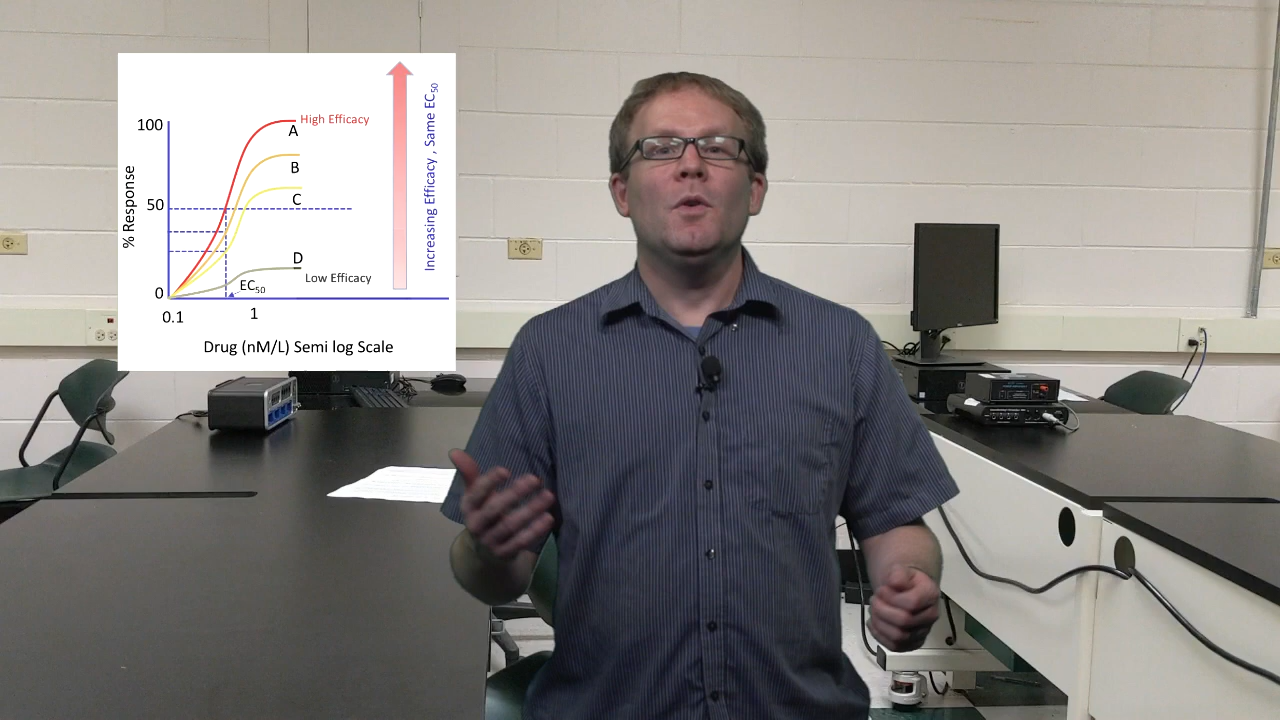 100
A
High Efficacy
B
C
50
D
Low Efficacy
EC50
0
0.1
1
% Response
Drug (nM/L) Semi log Scale
Increasing Efficacy , Same EC50